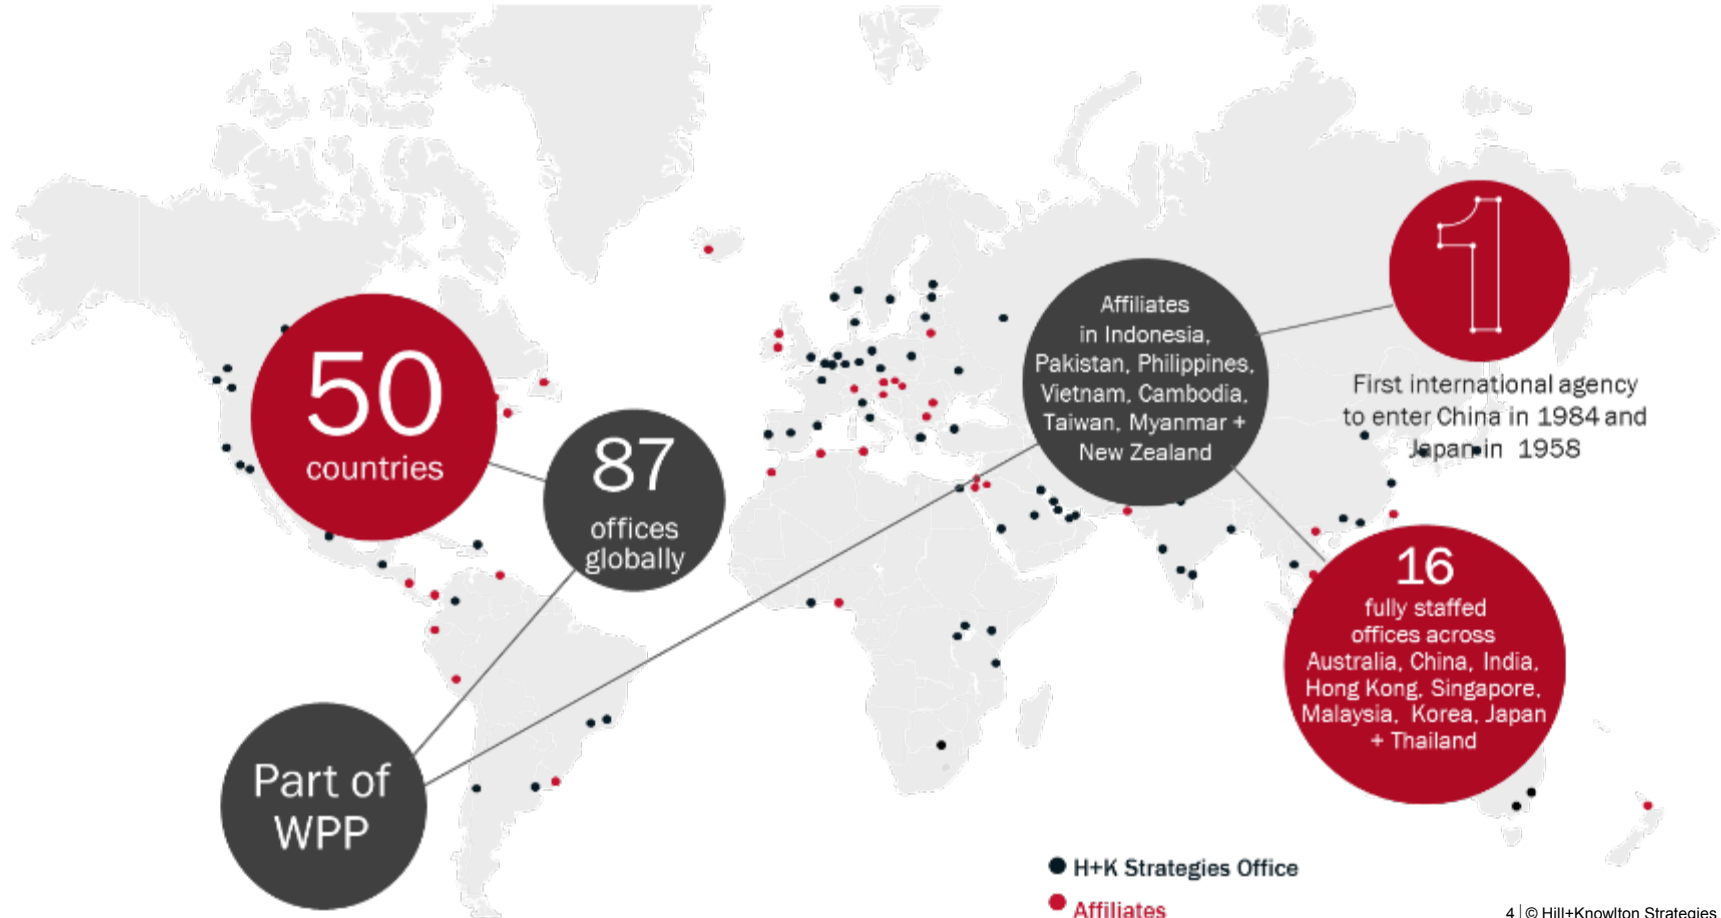 50
countries
87
offices
globally
Part of
WPP
Affiliates
in Indonesia,
Pakistan, Philippines,
Vietnam, Cambodia,
Taiwan, Myanmar +
New Zealand
1
First international agency
to enter China in 1984 and
Japan in 1958
16
fully staffed
offices across
Australia, China, India,
Hong Kong, Singapore,
Malaysia, Korea, Japan
+ Thailand
H+K Strategies Office
Affiliates
4 | © Hill+Knowlton Strategies